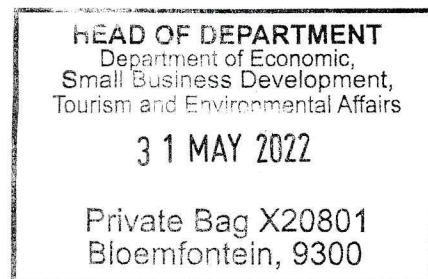 HEAD OF DEPARTMENT
Department of Economic,
Small Business Development,
Tourism and Environmental Affairs
3 1 MAY 2022
Private Bag X20801
Bloemfontein, 9300